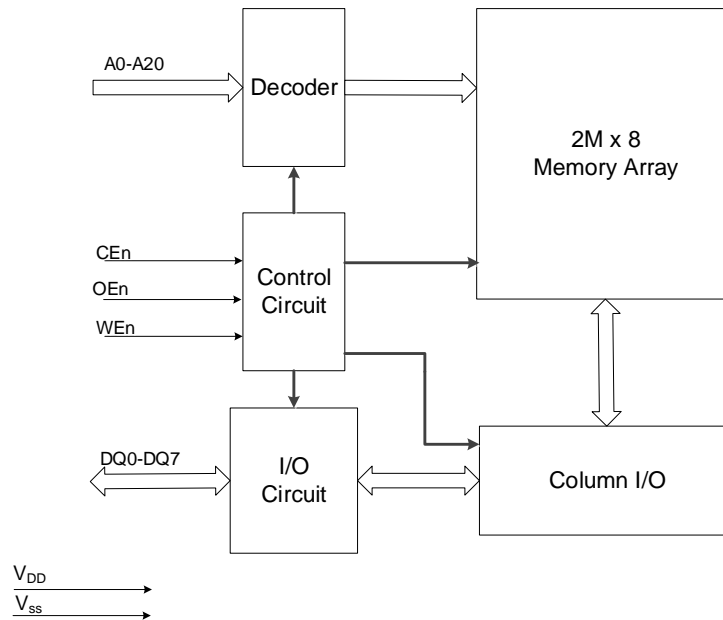 A0-A20
Decoder
2M x 8
Memory Array
CEn
OEn
WEn
Control
Circuit
DQ0-DQ7
I/O
Circuit
Column I/O
VDD
Vss